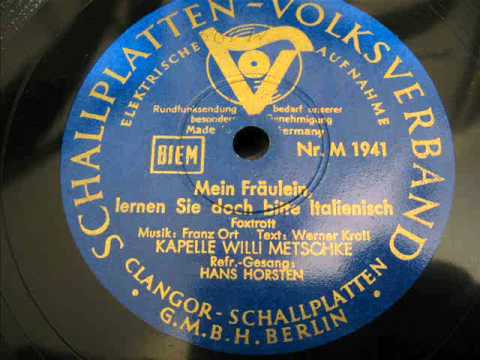 SCHALLPLATTEN-VOLKSVERBAND
ELEKTRISCHE AUFNAHME
Rundfunksendung bedarf unserer
besonderen Genehmigung
Made Germany
BIEM Nr. M 1941
Mein Fräulein,
lernen Sie doch bitte Italienisch
Foxtrott
Musik: Franz Ort Text: Werner Kroll
KAPELLE WILLI METSCHKE
Refr.-Gesang:
HANS HORSTEN
CLANGOR-SCHALLPLATTEN
G.M.B.H. BERLIN